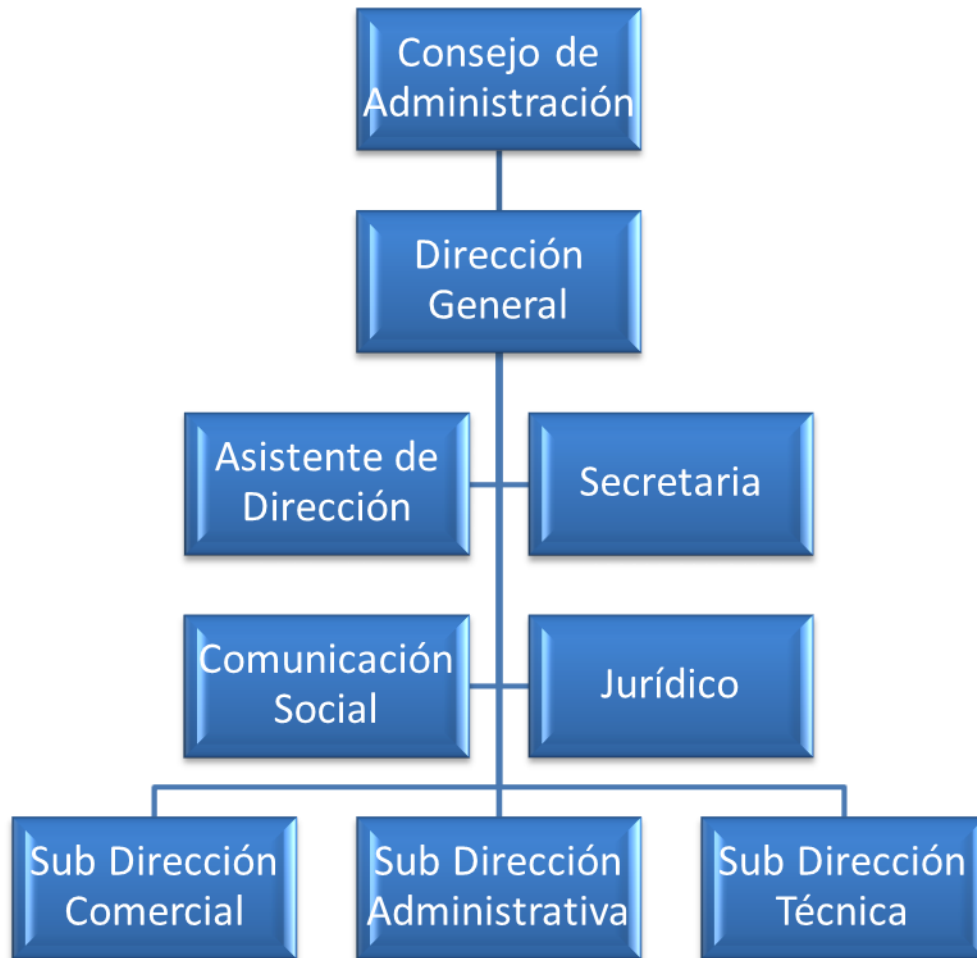 Consejo de
Administración
Dirección
General
Asistente de
Dirección
Secretaria
Comunicación
Social
Jurídico
Sub Dirección
Comercial
Sub Dirección
Administrativa
Sub Dirección
Técnica